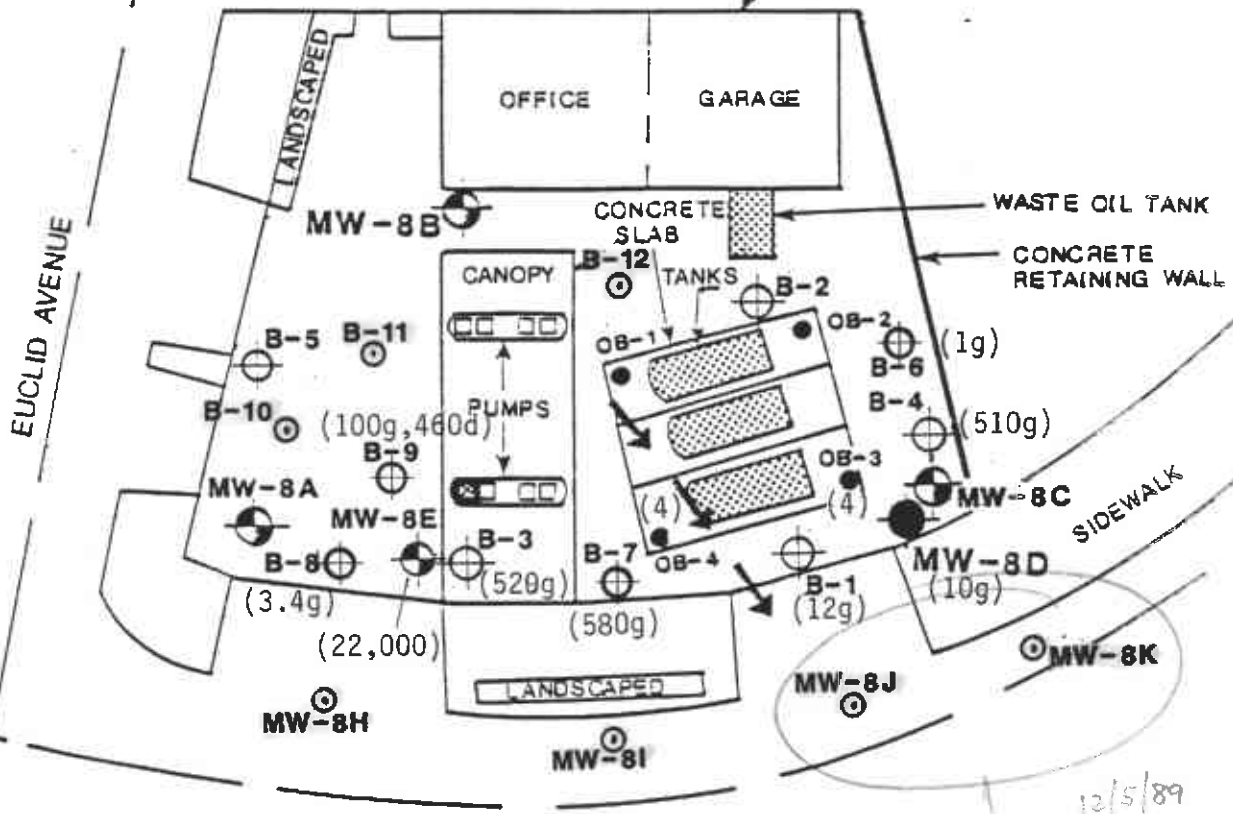 LANDSCAPED
OFFICE
GARAGE
EUCLID AVENUE
MW-8B
CONCRETE
SLAB
WASTE OIL TANK
CONCRETE
RETAINING WALL
CANOPY
B-12
TANKS
B-2
OB-1
OB-2
B-5
B-11
B-6
(1g)
B-10
(100g,460d)
PUMPS
B-4
(510g)
B-9
OB-3
MW-8A
(4)
(4)
MW-8C
SIDEWALK
MW-8E
B-3
B-7
OB-4
MW-8D
B-8
(520g)
B-1
(10g)
(3.4g)
(12g)
(22,000)
(580g)
MW-8K
LANDSCAPED
MW-8J
MW-8H
MW-8I
12/5/89